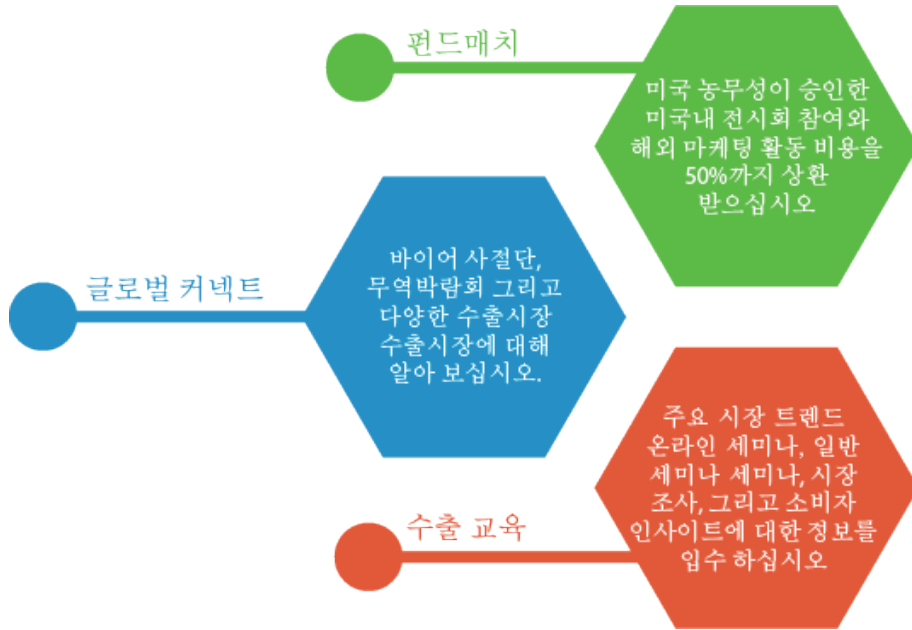 펀드매치
미국 농무성이 승인한
미국내 전시회 참여와
해외 마케팅 활동 비용을
50%까지 상환
받으십시오
글로벌 커넥트
바이어 사절단,
무역박람회 그리고
다양한 수출시장
수출시장에 대해
알아 보십시오.
수출 교육
주요 시장 트렌드
온라인 세미나, 일반
세미나 세미나, 시장
조사, 그리고 소비자
인사이트에 대한 정보를
입수 하십시오